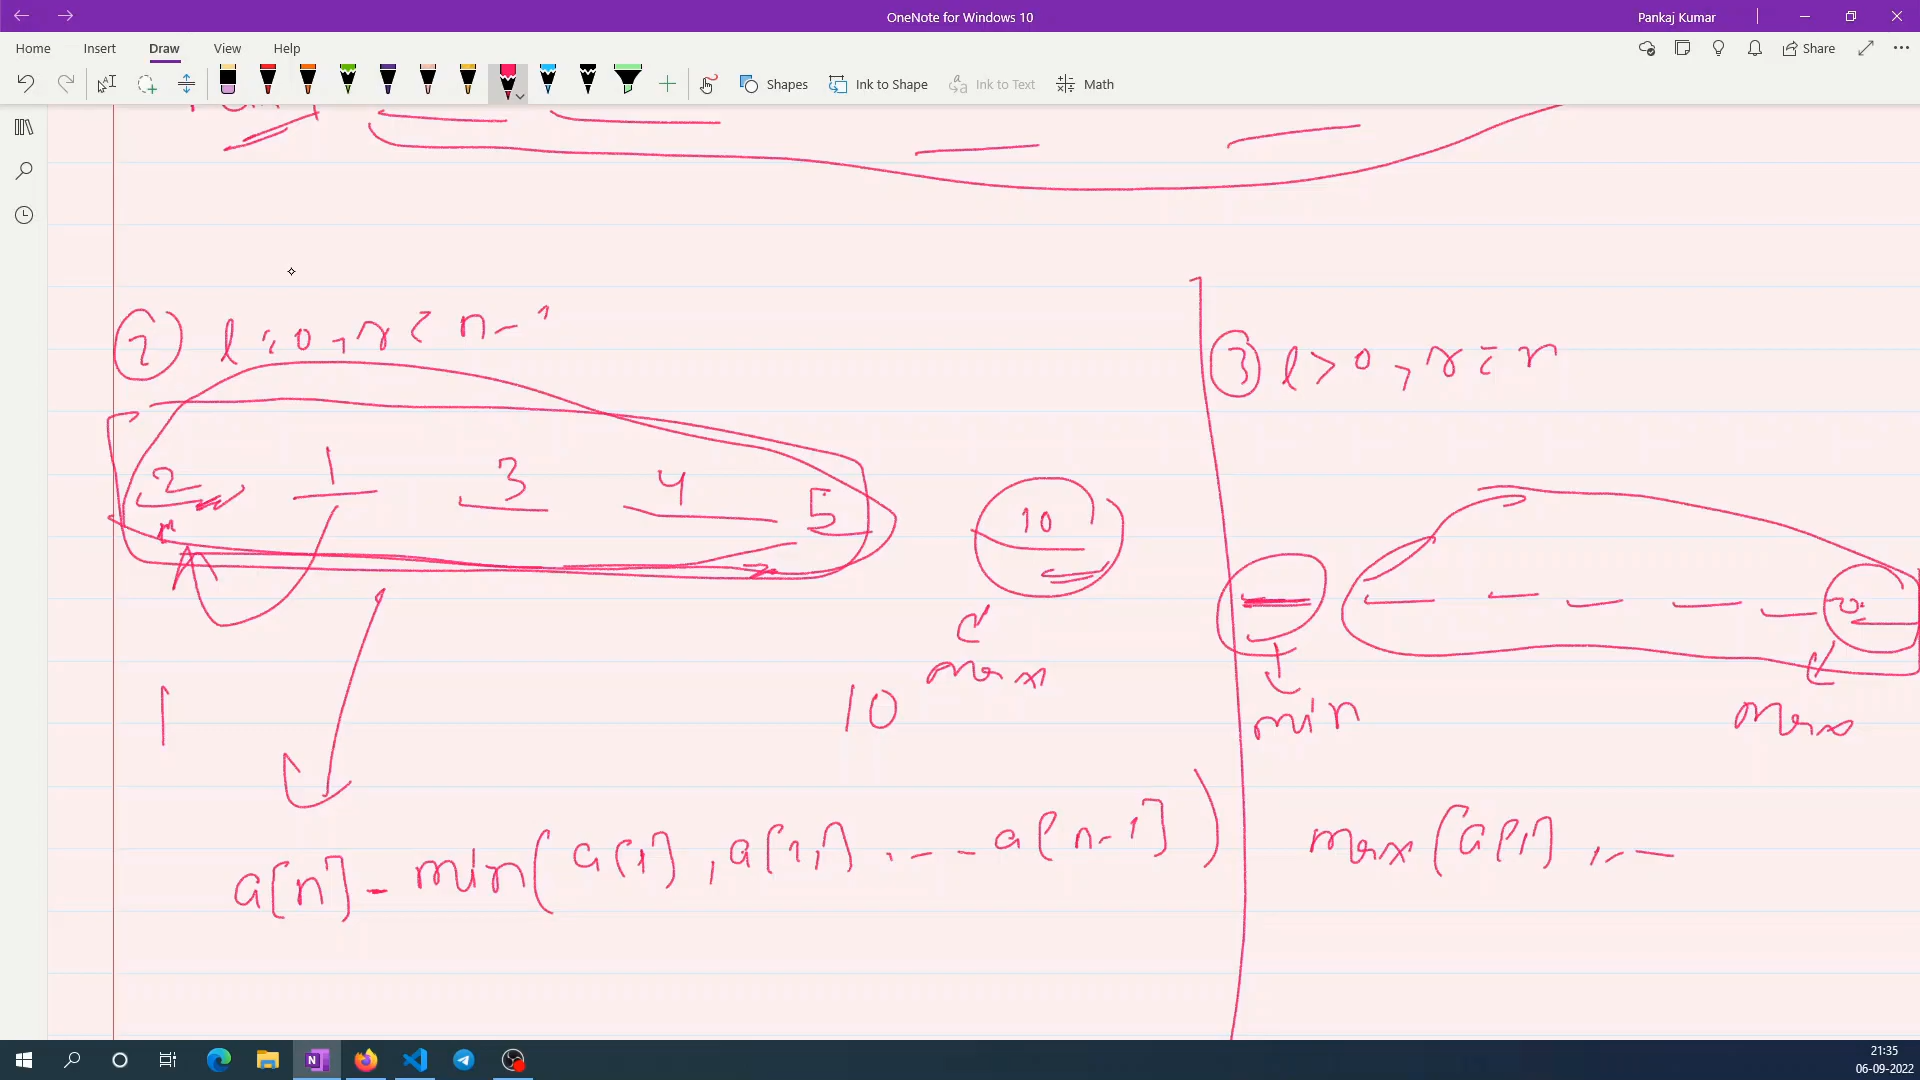 OneNote for Windows 10
Pankaj Kumar
Home Insert Draw View Help
Share
Shapes
Ink to Shape
Ink to Text
Math
② l = 0, r < n-1
2 1 3 4 5 10
max
1 10
a[n] - min(a[1], a[2], --- a[n-1])
③ l > 0, r = n
min
max
max(a[1], --
21:35
06-09-2022